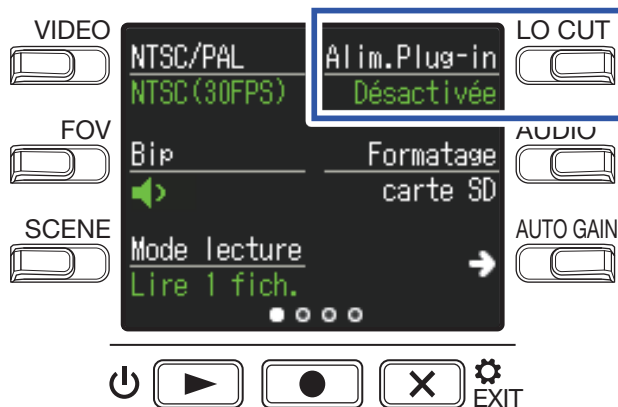 VIDEO
LO CUT
NTSC/PAL
Alim.Plug-in
NTSC(30FPS)
Désactivée
FOV
AUDIO
Bip
Formatage
carte SD
SCENE
AUTO GAIN
Mode lecture
Lire 1 fich.
EXIT